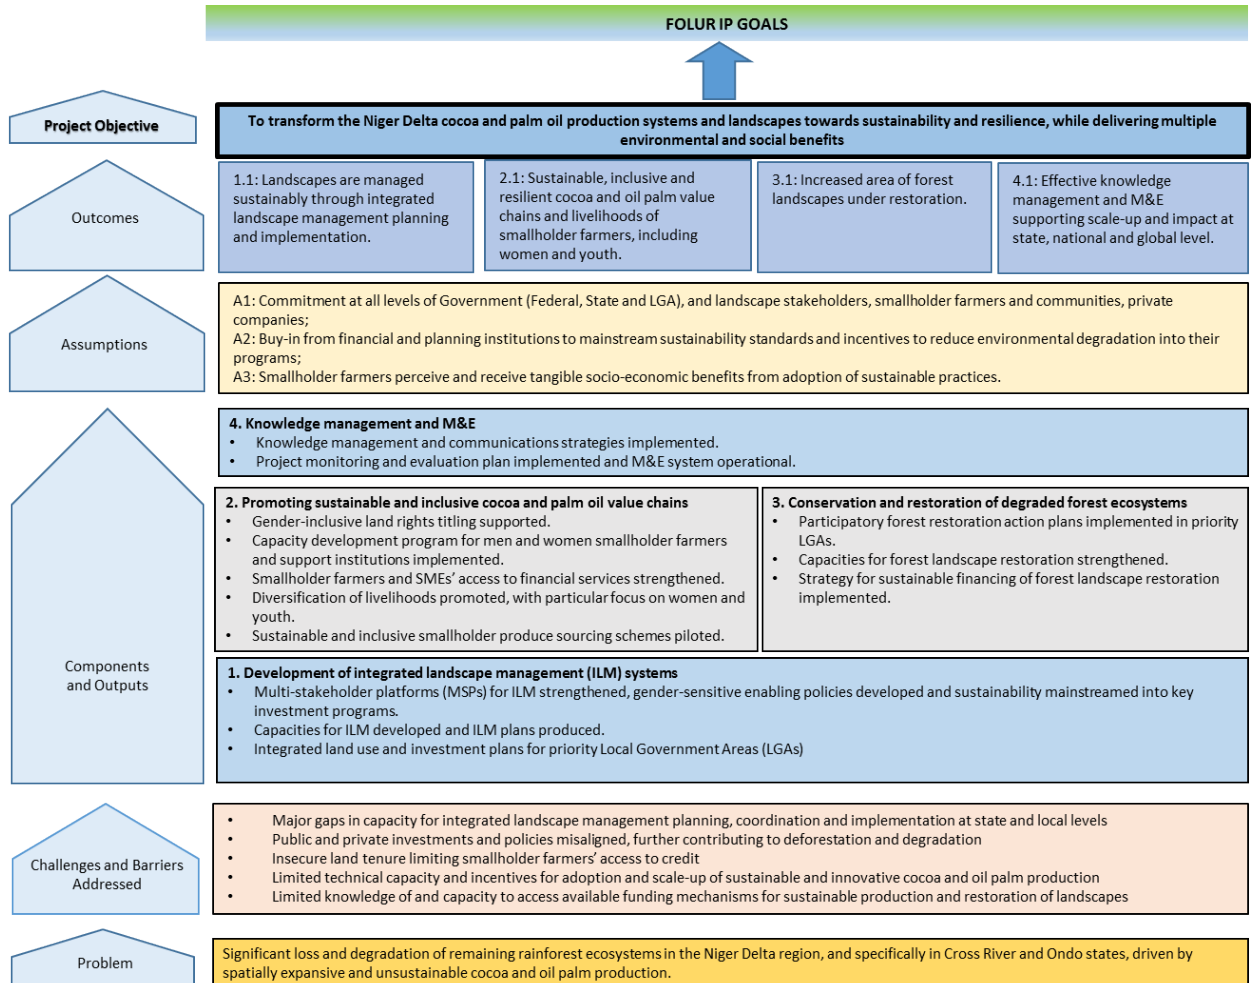 FOLUR IP GOALS
Project Objective
To transform the Niger Delta cocoa and palm oil production systems and landscapes towards sustainability and resilience, while delivering multiple
environmental and social benefits
Outcomes
1.1: Landscapes are managed
sustainably through integrated
landscape management planning
and implementation.
2.1: Sustainable, inclusive and
resilient cocoa and oil palm value
chains and livelihoods of
smallholder farmers, including
women and youth.
3.1: Increased area of forest
landscapes under restoration.
4.1: Effective knowledge
management and M&E
supporting scale-up and impact at
state, national and global level.
Assumptions
A1: Commitment at all levels of Government (Federal, State and LGA), and landscape stakeholders, smallholder farmers and communities, private
companies;
A2: Buy-in from financial and planning institutions to mainstream sustainability standards and incentives to reduce environmental degradation into their
programs;
A3: Smallholder farmers perceive and receive tangible socio-economic benefits from adoption of sustainable practices.
Components
and Outputs
4. Knowledge management and M&E
• Knowledge management and communications strategies implemented.
• Project monitoring and evaluation plan implemented and M&E system operational.
2. Promoting sustainable and inclusive cocoa and palm oil value chains
• Gender-inclusive land rights titling supported.
• Capacity development program for men and women smallholder farmers
and support institutions implemented.
• Smallholder farmers and SMEs’ access to financial services strengthened.
• Diversification of livelihoods promoted, with particular focus on women and
youth.
• Sustainable and inclusive smallholder produce sourcing schemes piloted.
3. Conservation and restoration of degraded forest ecosystems
• Participatory forest restoration action plans implemented in priority
LGAs.
• Capacities for forest landscape restoration strengthened.
• Strategy for sustainable financing of forest landscape restoration
implemented.
1. Development of integrated landscape management (ILM) systems
• Multi-stakeholder platforms (MSPs) for ILM strengthened, gender-sensitive enabling policies developed and sustainability mainstreamed into key
investment programs.
• Capacities for ILM developed and ILM plans produced.
• Integrated land use and investment plans for priority Local Government Areas (LGAs)
Challenges and Barriers
Addressed
• Major gaps in capacity for integrated landscape management planning, coordination and implementation at state and local levels
• Public and private investments and policies misaligned, further contributing to deforestation and degradation
• Insecure land tenure limiting smallholder farmers’ access to credit
• Limited technical capacity and incentives for adoption and scale-up of sustainable and innovative cocoa and oil palm production
• Limited knowledge of and capacity to access available funding mechanisms for sustainable production and restoration of landscapes
Problem
Significant loss and degradation of remaining rainforest ecosystems in the Niger Delta region, and specifically in Cross River and Ondo states, driven by
spatially expansive and unsustainable cocoa and oil palm production.